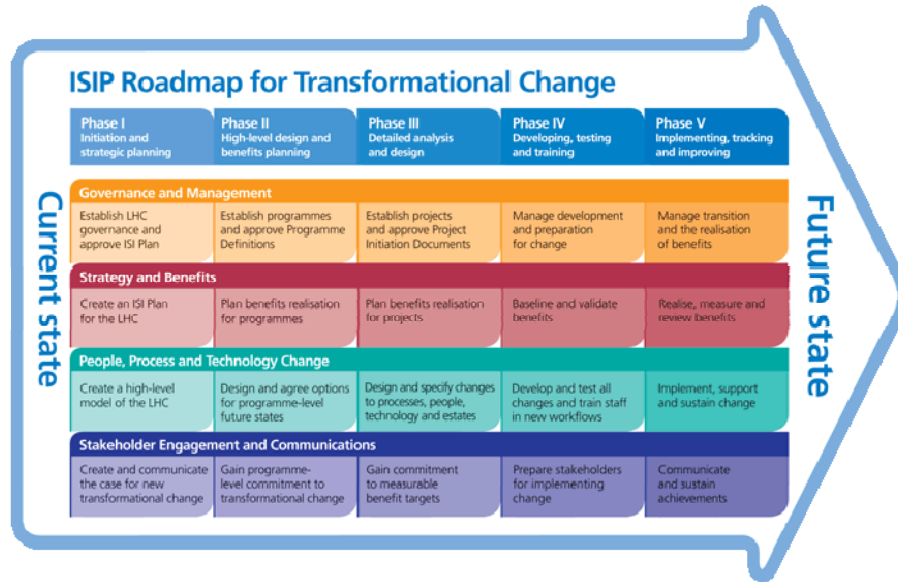 ISIP Roadmap for Transformational Change
Current state
Phase I
Initiation and
strategic planning
Phase II
High-level design and
benefits planning
Phase III
Detailed analysis
and design
Phase IV
Developing, testing
and training
Phase V
Implementing, tracking
and improving
Governance and Management
Establish LHC
governance and
approve ISI Plan
Establish programmes
and approve Programme
Definitions
Establish projects
and approve Project
Initiation Documents
Manage development
and preparation
for change
Manage transition
and the realisation
of benefits
Strategy and Benefits
Create an ISI Plan
for the LHC
Plan benefits realisation
for programmes
Plan benefits realisation
for projects
Baseline and validate
benefits
Realise, measure and
review benefits
People, Process and Technology Change
Create a high-level
model of the LHC
Design and agree options
for programme-level
future states
Design and specify changes
to processes, people,
technology and estates
Develop and test all
changes and train staff
in new workflows
Implement, support
and sustain change
Stakeholder Engagement and Communications
Create and communicate
the case for new
transformational change
Gain programme-
level commitment to
transformational change
Gain commitment
to measurable
benefit targets
Prepare stakeholders
for implementing
change
Communicate
and sustain
achievements
Future state